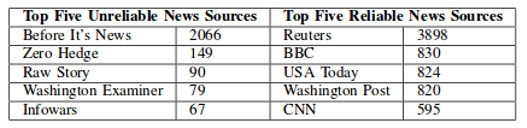 Top Five Unreliable News Sources Top Five Reliable News Sources
Before It's News 2066 Reuters 3898
Zero Hedge 149 BBC 830
Raw Story 90 USA Today 824
Washington Examiner 79 Washington Post 820
Infowars 67 CNN 595